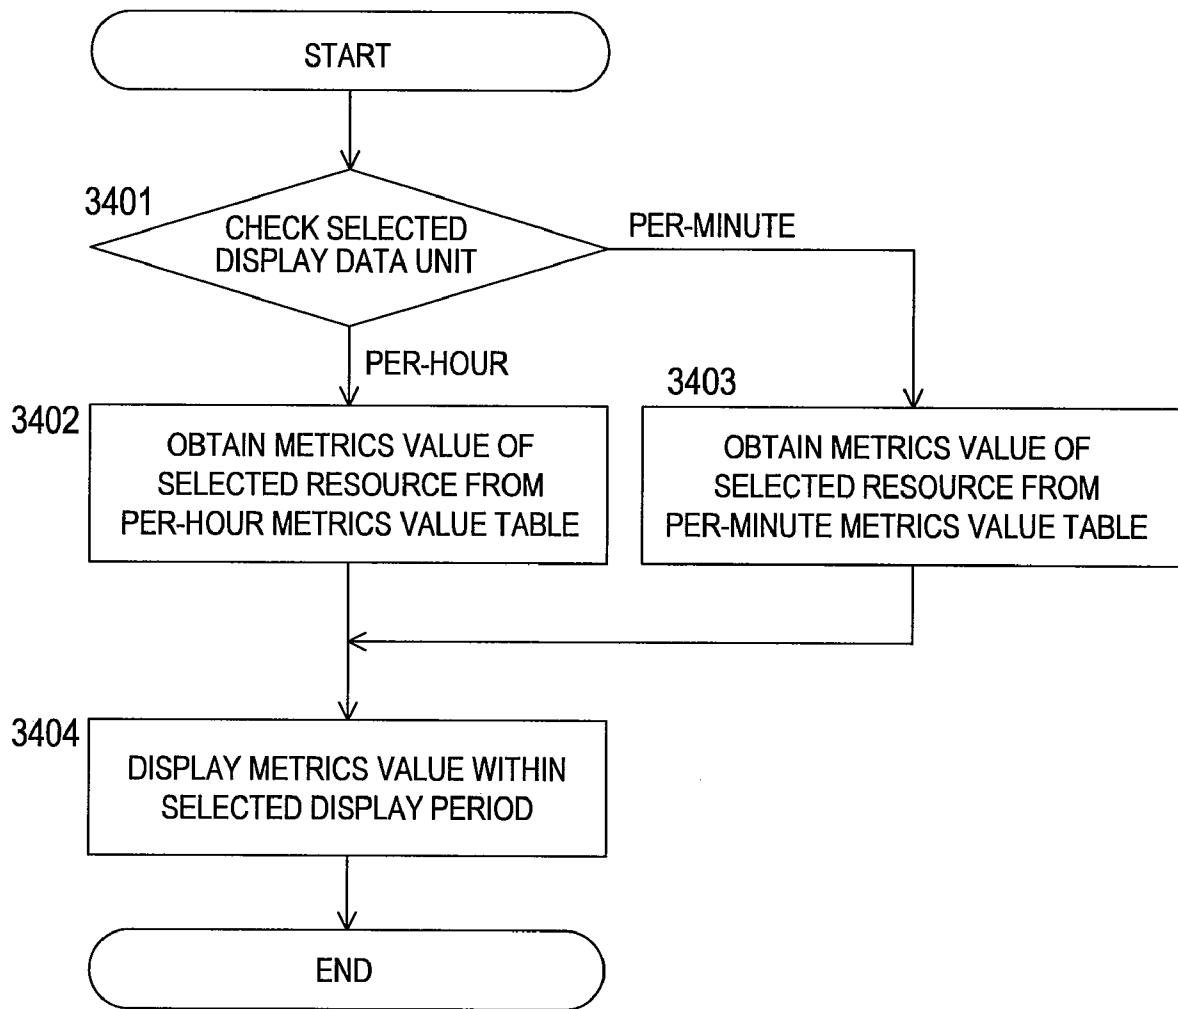 START
3401
CHECK SELECTED
DISPLAY DATA UNIT
PER-MINUTE
PER-HOUR
3402
OBTAIN METRICS VALUE OF
SELECTED RESOURCE FROM
PER-HOUR METRICS VALUE TABLE
3403
OBTAIN METRICS VALUE OF
SELECTED RESOURCE FROM
PER-MINUTE METRICS VALUE TABLE
3404
DISPLAY METRICS VALUE WITHIN
SELECTED DISPLAY PERIOD
END